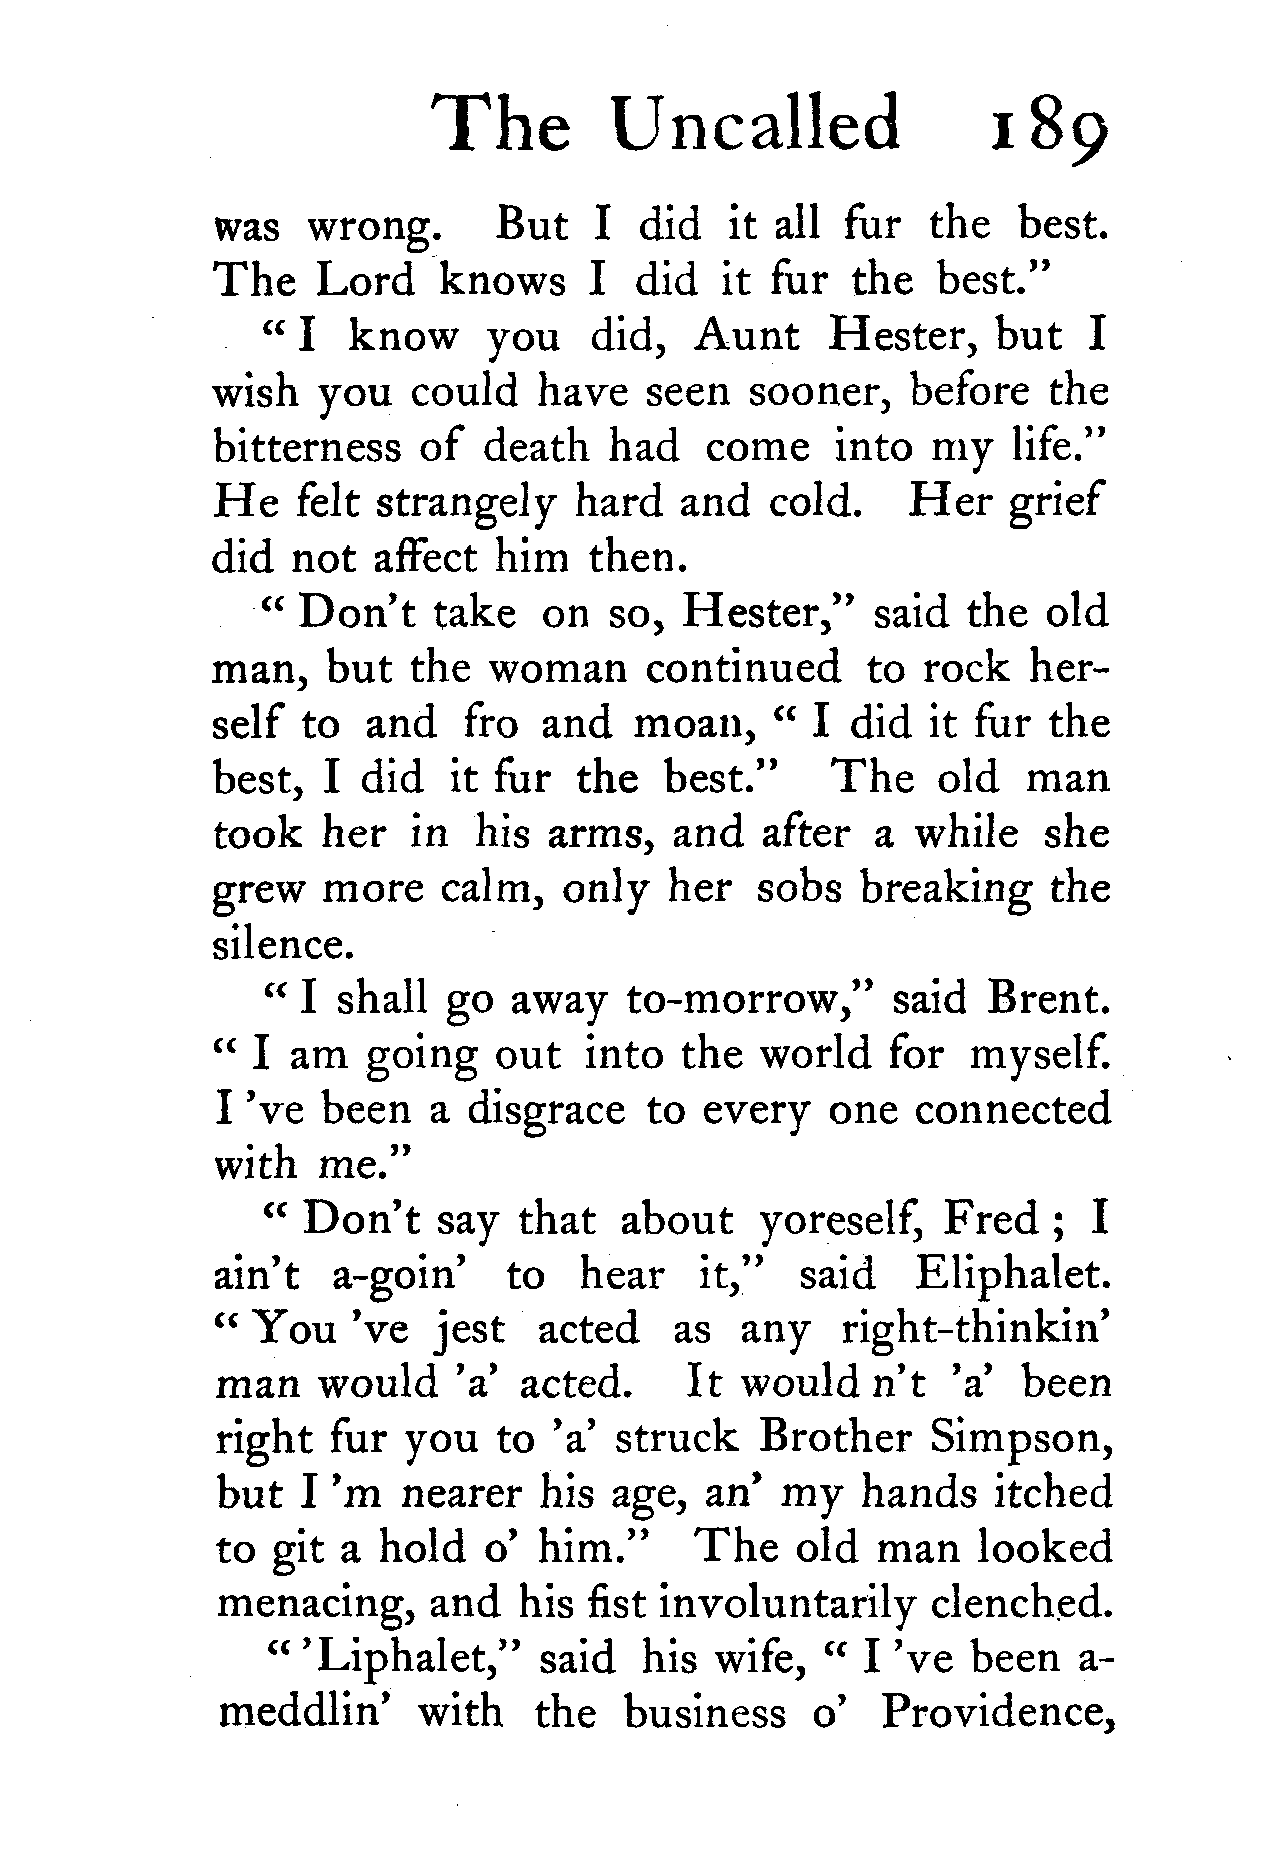 The Uncalled 189
was wrong. But I did it all fur the best.
The Lord knows I did it fur the best."
" I know you did, Aunt Hester, but I
wish you could have seen sooner, before the
bitterness of death had come into my life."
He felt strangely hard and cold. Her grief
did not affect him then.
" Don't take on so, Hester," said the old
man, but the woman continued to rock her-
self to and fro and moan, " I did it fur the
best, I did it fur the best." The old man
took her in his arms, and after a while she
grew more calm, only her sobs breaking the
silence.
" I shall go away to-morrow," said Brent.
" I am going out into the world for myself.
I 've been a disgrace to every one connected
with me."
" Don't say that about yoreself, Fred ; I
ain't a-goin' to hear it," said Eliphalet.
" You 've jest acted as any right-thinkin'
man would 'a' acted. It would n't 'a' been
right fur you to 'a' struck Brother Simpson,
but I 'm nearer his age, an' my hands itched
to git a hold o' him." The old man looked
menacing, and his fist involuntarily clenched.
" 'Liphalet," said his wife, " I 've been a-
meddlin' with the business o' Providence,